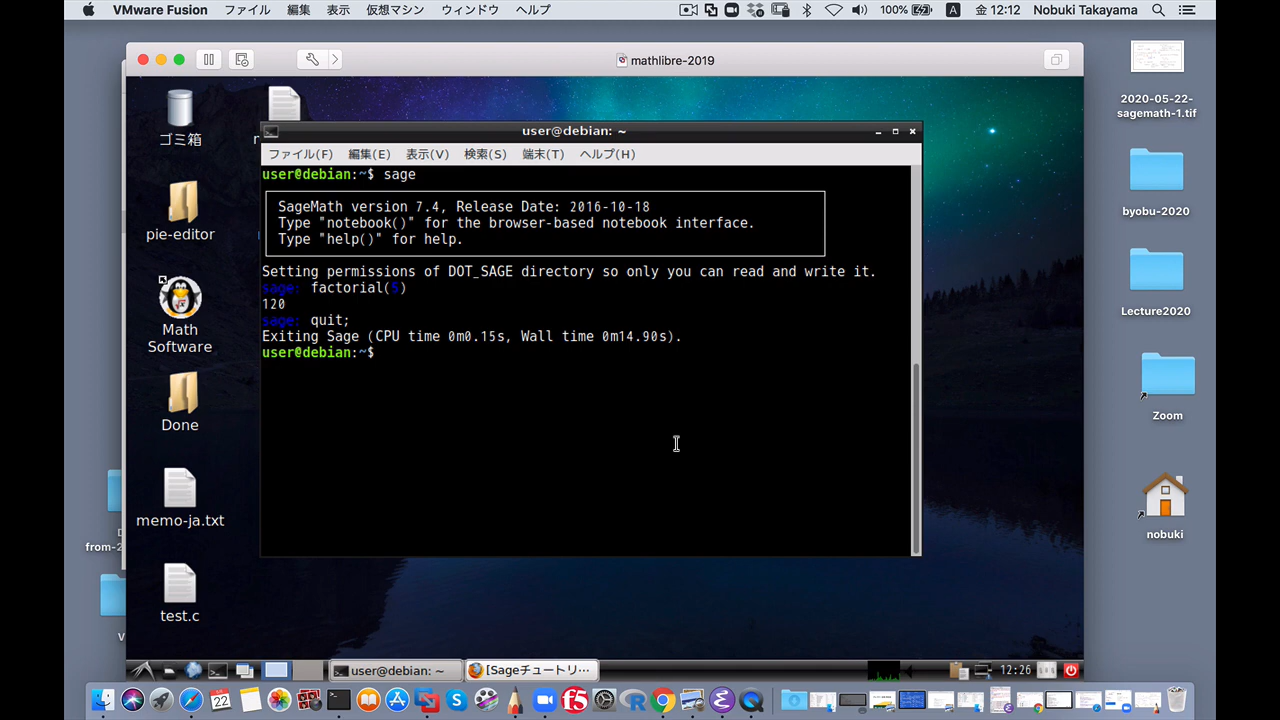 VMware Fusion ファイル 編集 表示 仮想マシン ウィンドウ ヘルプ 100% A 金 12:12 Nobuki Takayama
mathlibre-2019
user@debian: ~
ファイル(F) 編集(E) 表示(V) 検索(S) 端末(T) ヘルプ(H)
user@debian:~$ sage
SageMath version 7.4, Release Date: 2016-10-18
Type "notebook()" for the browser-based notebook interface.
Type "help()" for help.
Setting permissions of DOT_SAGE directory so only you can read and write it.
sage: factorial(5)
120
sage: quit;
Exiting Sage (CPU time 0m0.15s, Wall time 0m14.90s).
user@debian:~$
ゴミ箱
pie-editor
Math
Software
Done
memo-ja.txt
test.c
from-2
2020-05-22-
sagemath-1.tif
byobu-2020
Lecture2020
Zoom
nobuki
user@debian: ~
[Sageチュートリ…
12:26
22
f5